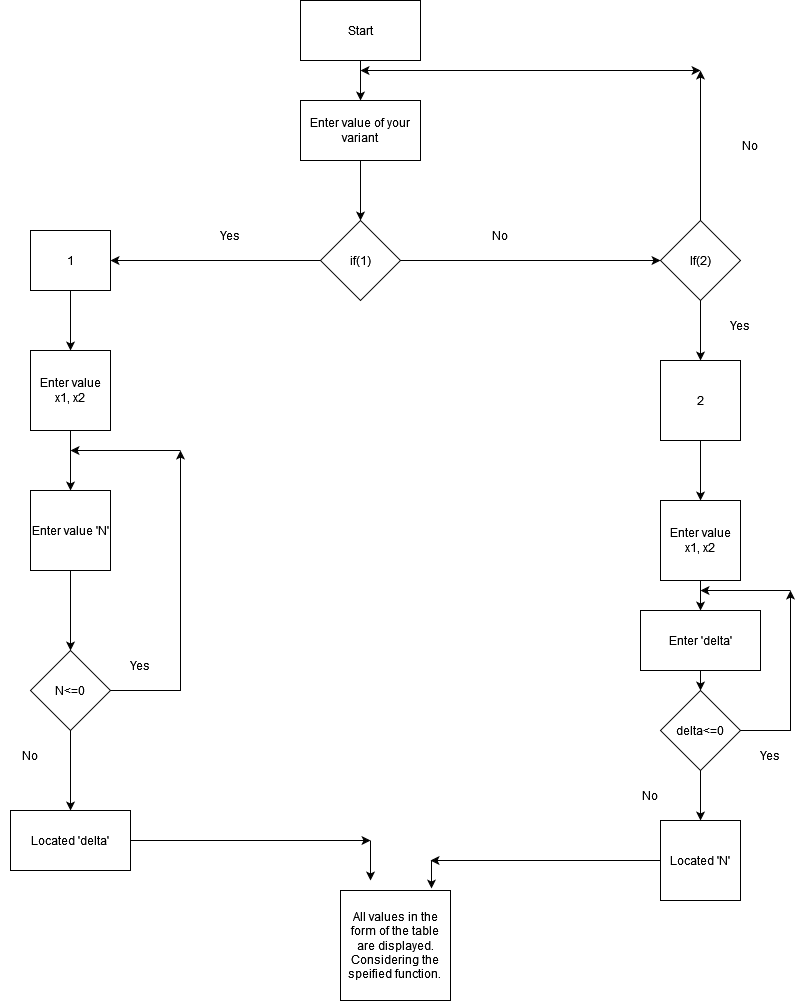 Start
Enter value of your
variant
No
Yes
No
1
if(1)
If(2)
Yes
Enter value
x1, x2
2
Enter value 'N'
Enter value
x1, x2
Enter 'delta'
Yes
N<=0
delta<=0
No
Yes
No
Located 'delta'
Located 'N'
All values in the
form of the table
are displayed.
Considering the
speified function.